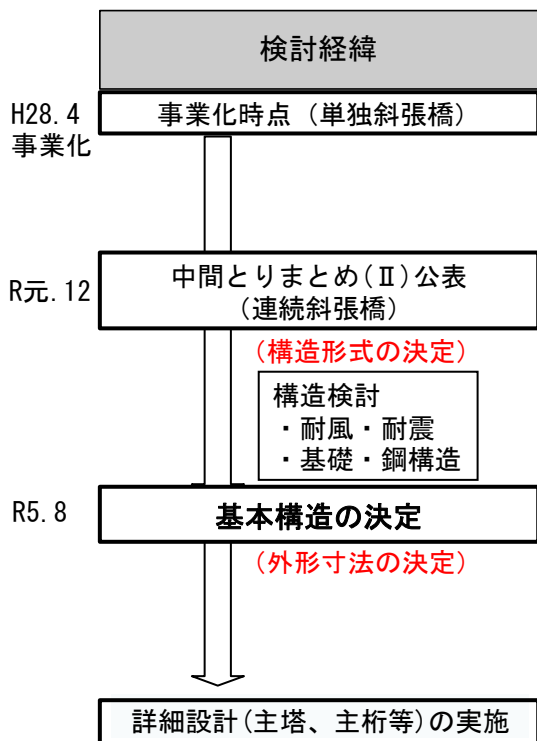 検討経緯
H28.4
事業化
事業化時点（単独斜張橋）
R元.12
中間とりまとめ(Ⅱ)公表
(連続斜張橋)
(構造形式の決定)
構造検討
・耐風・耐震
・基礎・鋼構造
R5.8
基本構造の決定
(外形寸法の決定)
詳細設計(主塔、主桁等)の実施